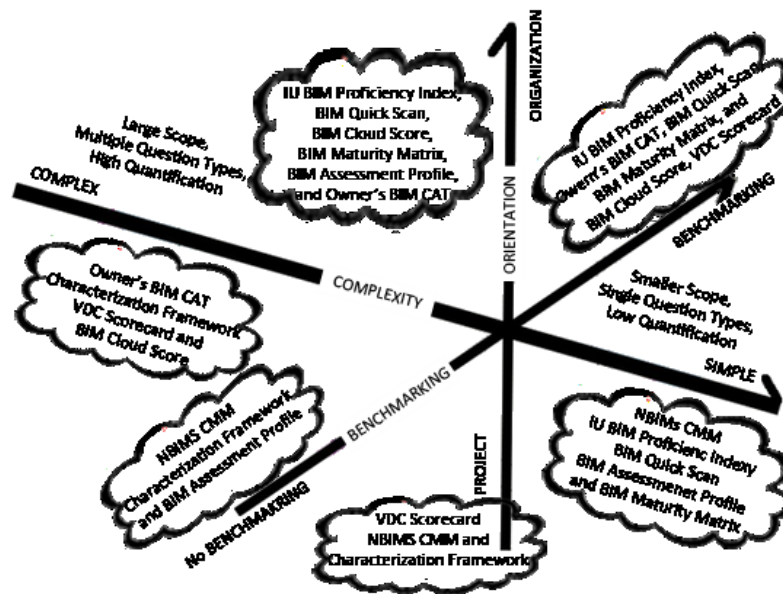 ORGANIZATION
IU BIM Proficiency Index,
BIM Quick Scan,
BIM Cloud Score,
BIM Maturity Matrix,
BIM Assessment Profile,
and Owner's BIM CAT
IU BIM Proficiency Index,
Owern's BIM CAT, BIM Quick Scan,
BIM Maturity Matrix, and
BIM Cloud Score, VDC Scorecard
BENCHMARKING
Large Scope,
Multiple Question Types,
High Quantification
COMPLEX
ORIENTATION
COMPLEXITY
Smaller Scope,
Single Question Types,
Low Quantification
SIMPLE
Owner's BIM CAT
Characterization Framework
VDC Scorecard and
BIM Cloud Score
BENCHMARKING
NBIMS CMM
Characterization Framework
and BIM Assessment Profile
No BENCHMAKRING
PROJECT
VDC Scorecard
NBIMS CMM and
Characterization Framework
NBIMs CMM
IU BIM Proficienc Indexy
BIM Quick Scan
BIM Assessmenet Profile
and BIM Maturity Matrix